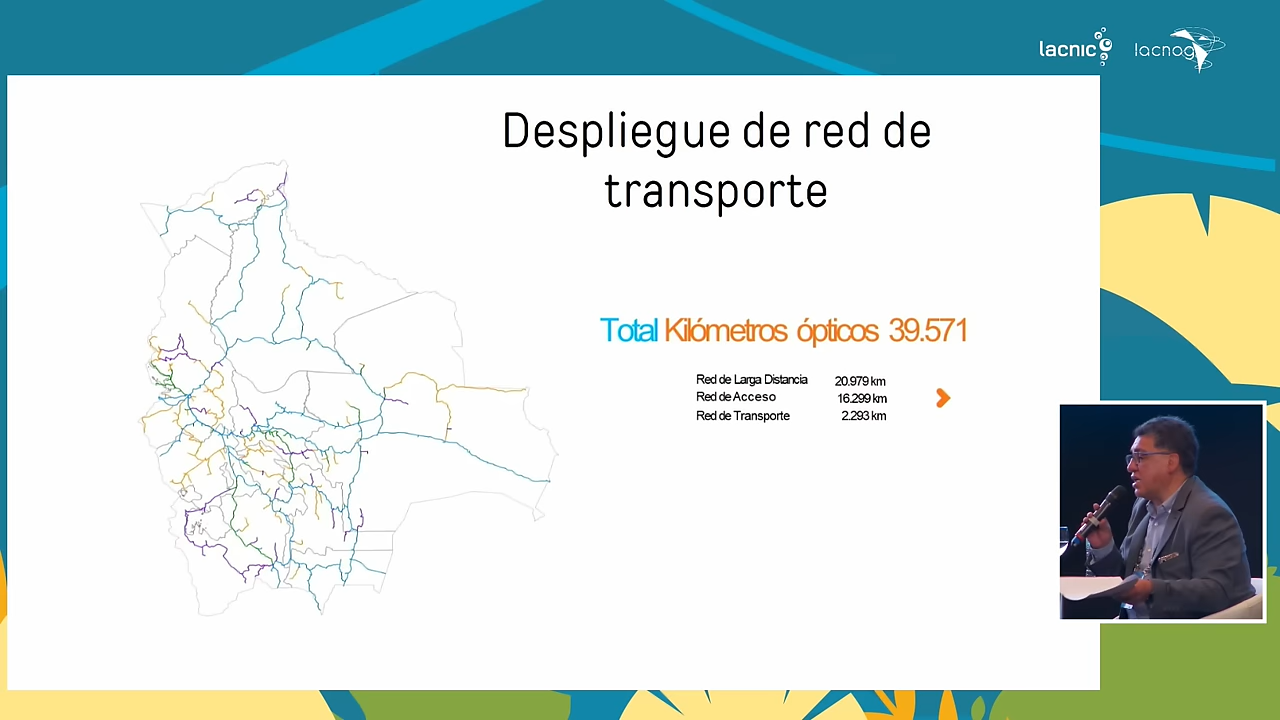 lacnic
lacnog
Despliegue de red de
transporte
Total Kilómetros ópticos 39.571
Red de Larga Distancia 20.979 km
Red de Acceso 16.299 km
Red de Transporte 2.293 km